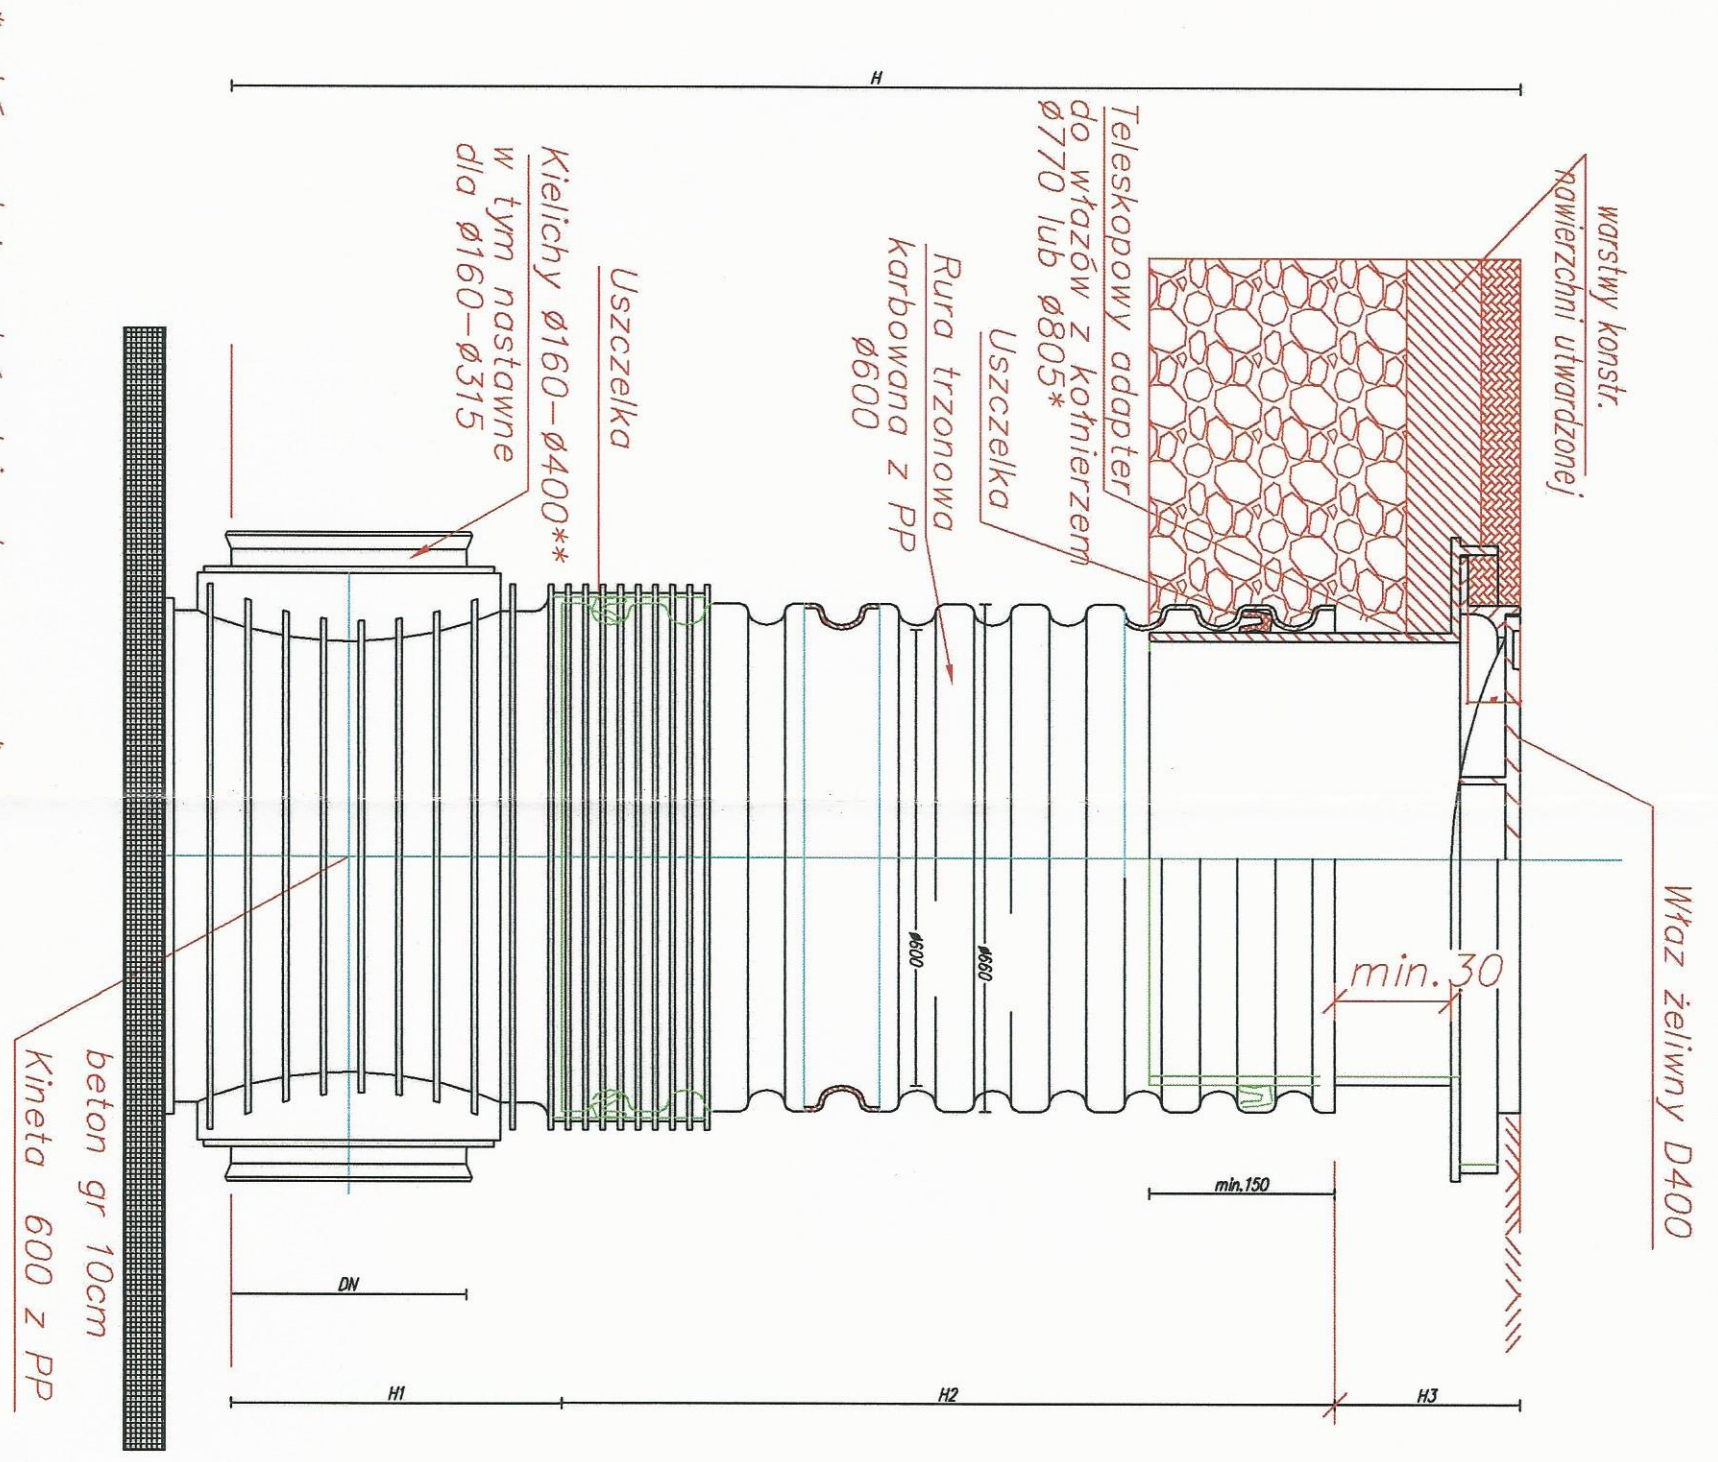 H
warstwy konstr.
nawierzchni utwardzonej
Teleskopowy adapter
do włazów z kołnierzem
ø770 lub ø805*
Uszczelka
Rura trzonowa
karbowana z PP
ø600
Uszczelka
Kielichy ø160-ø400**
w tym nastawne
dla ø160-ø315
Właz żeliwny D400
min.30
ø660
ø600
min.150
DN
H3
H2
H1
beton gr 10cm
Kineta 600 z PP